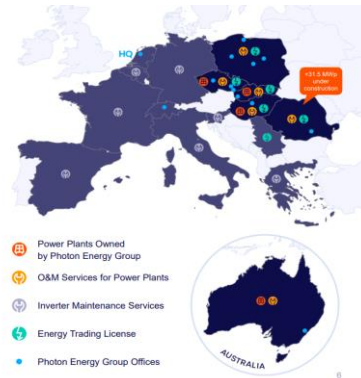 HQ
+31.5 MWp
under
construction
Power Plants Owned
by Photon Energy Group
O&M Services for Power Plants
Inverter Maintenance Services
Energy Trading License
Photon Energy Group Offices
AUSTRALIA
6